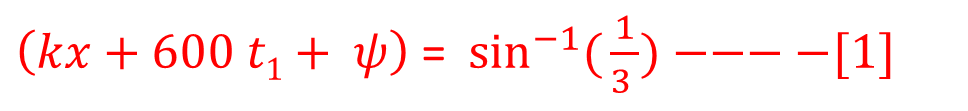 (kx + 600 t₁ + ψ) = sin⁻¹(1/3) −−− −[1]